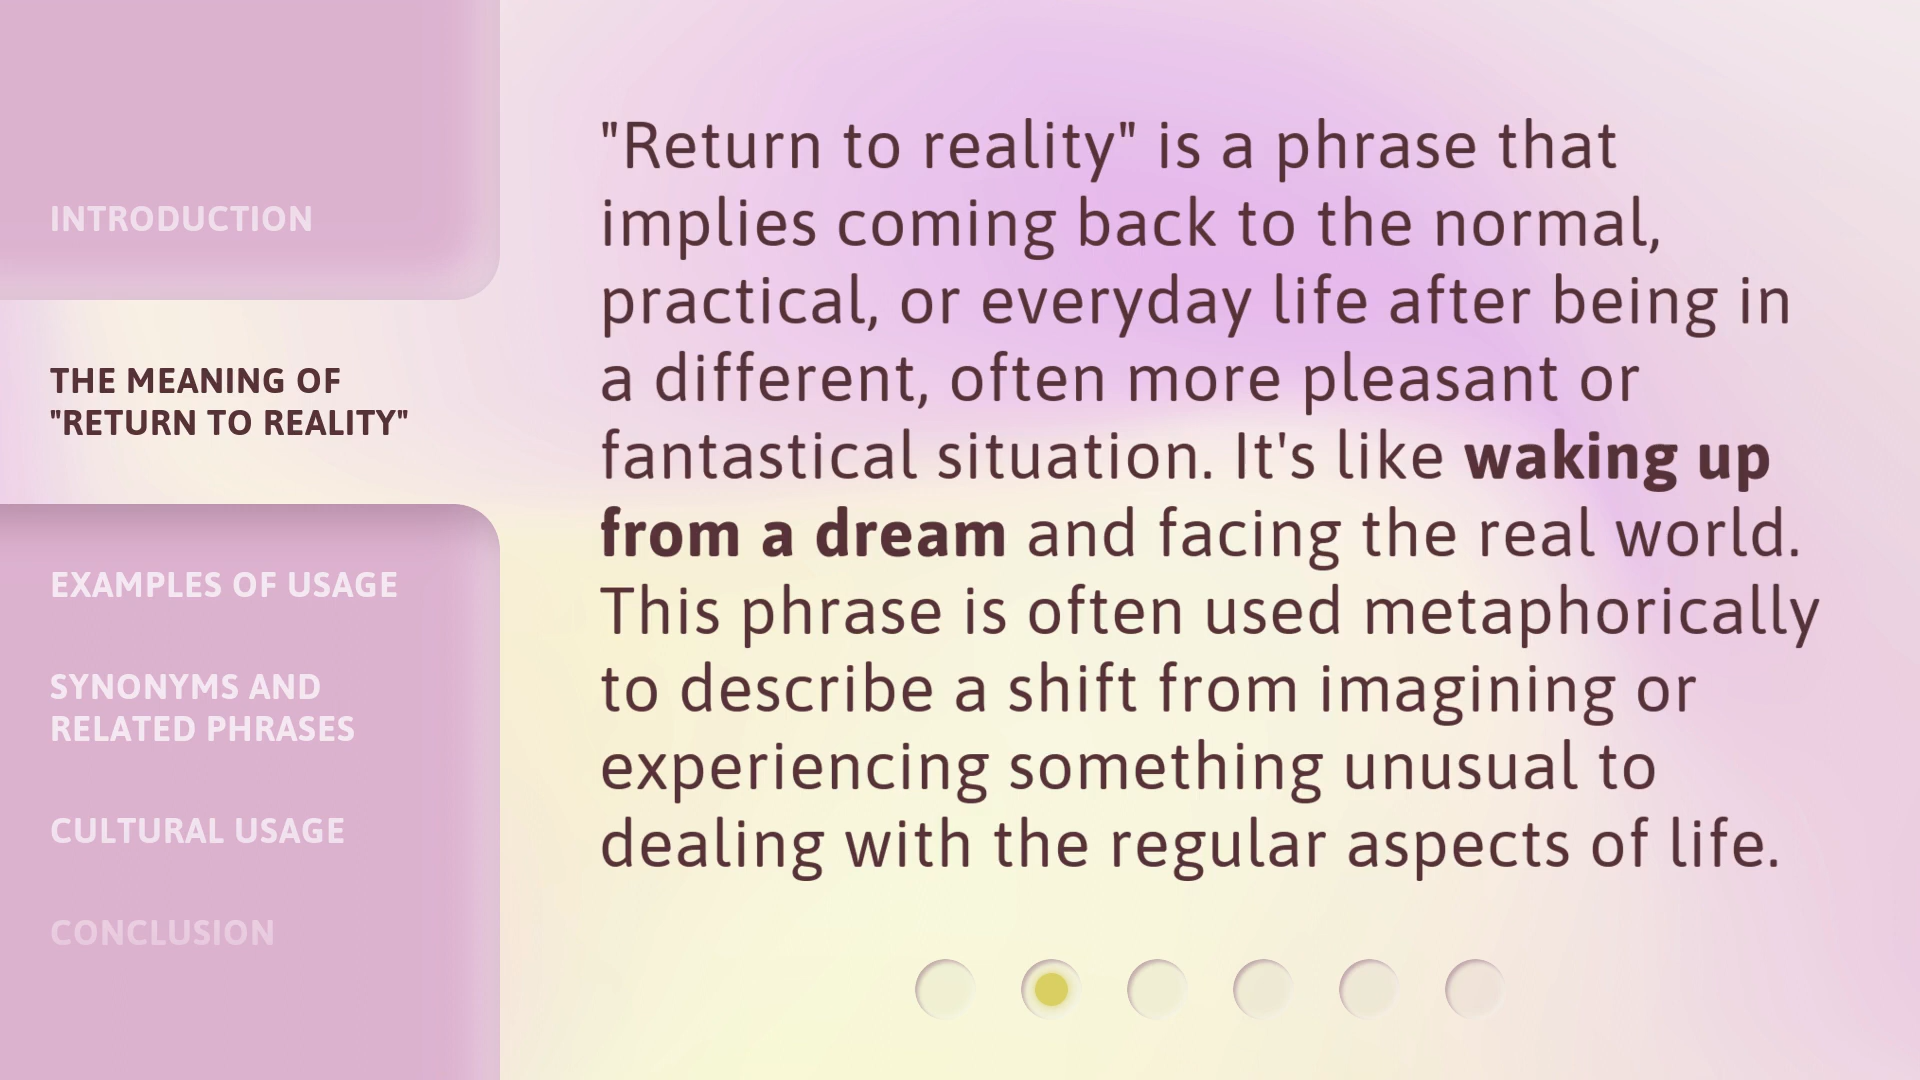 INTRODUCTION
THE MEANING OF
"RETURN TO REALITY"
EXAMPLES OF USAGE
SYNONYMS AND
RELATED PHRASES
CULTURAL USAGE
CONCLUSION
"Return to reality" is a phrase that
implies coming back to the normal,
practical, or everyday life after being in
a different, often more pleasant or
fantastical situation. It's like waking up
from a dream and facing the real world.
This phrase is often used metaphorically
to describe a shift from imagining or
experiencing something unusual to
dealing with the regular aspects of life.